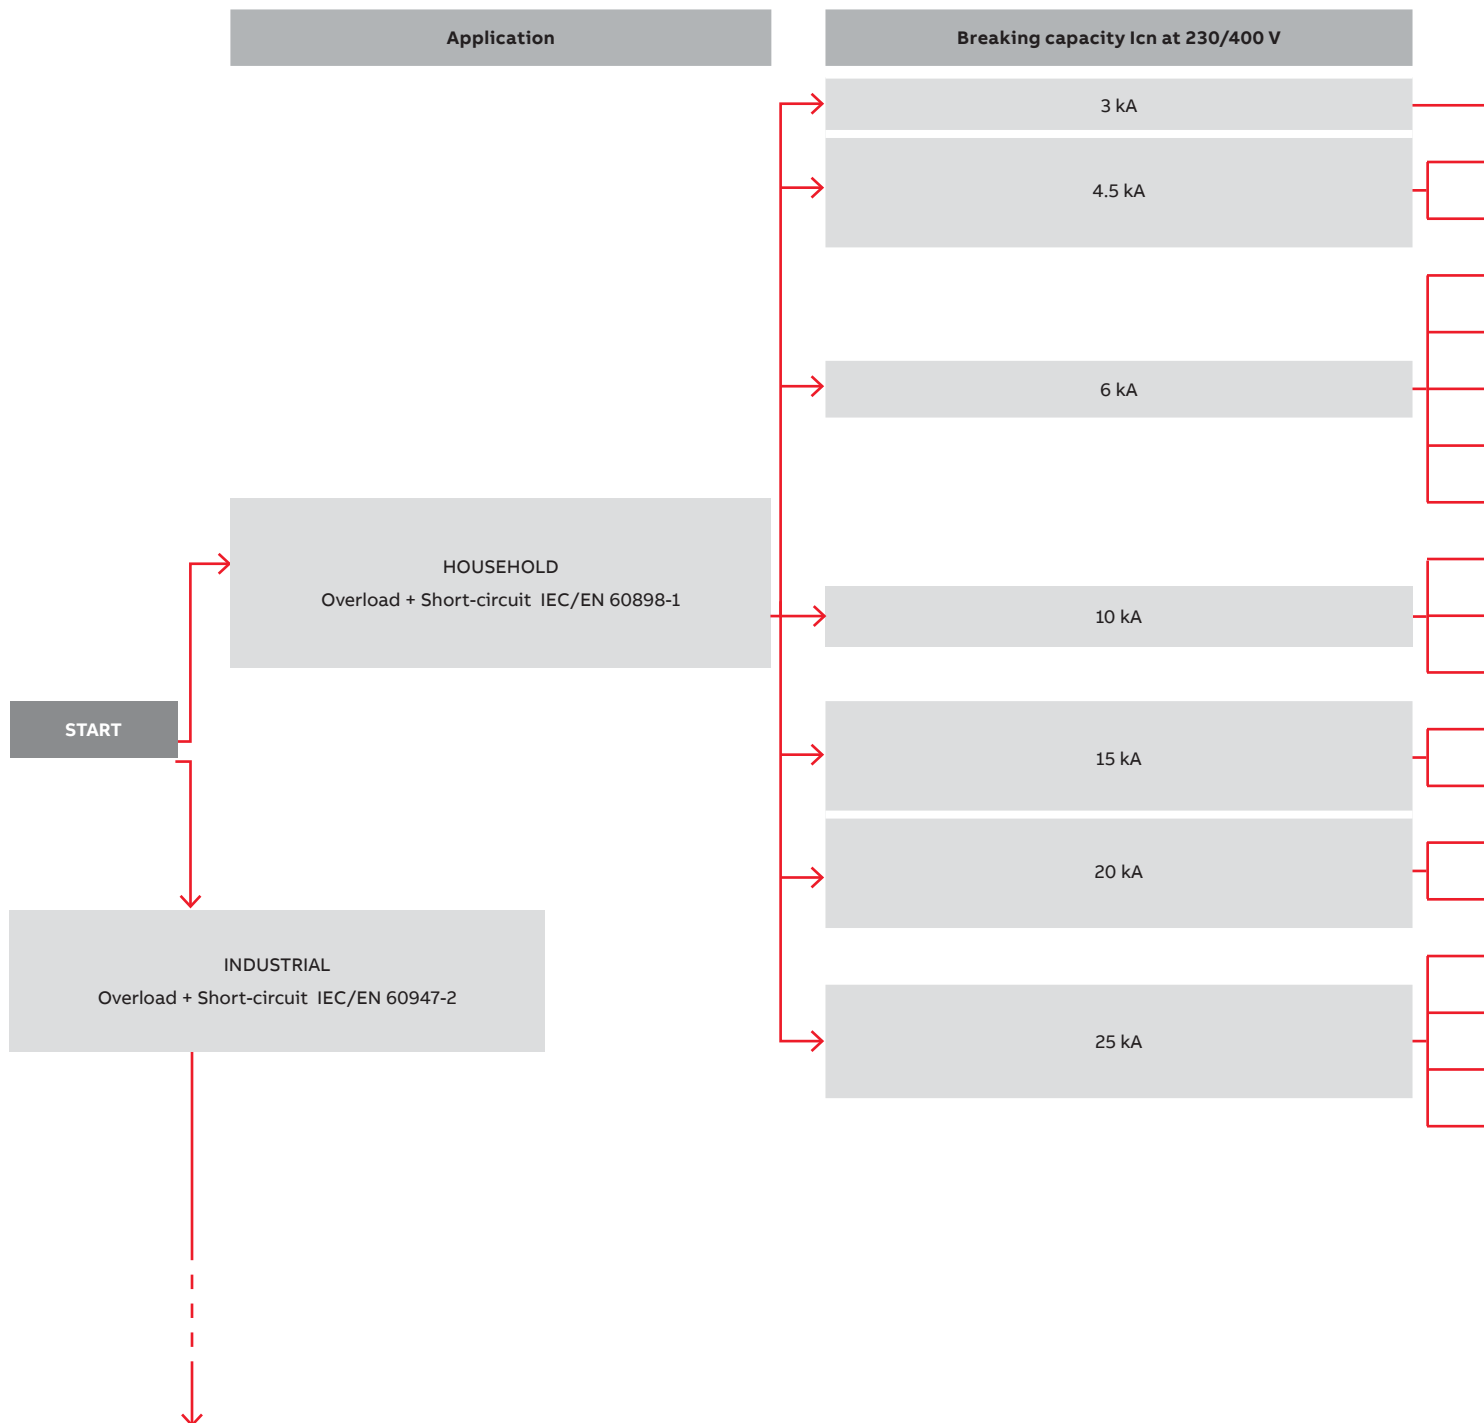 Application
Breaking capacity Icn at 230/400 V
3 kA
4.5 kA
6 kA
HOUSEHOLD
Overload + Short-circuit IEC/EN 60898-1
10 kA
START
15 kA
20 kA
INDUSTRIAL
Overload + Short-circuit IEC/EN 60947-2
25 kA